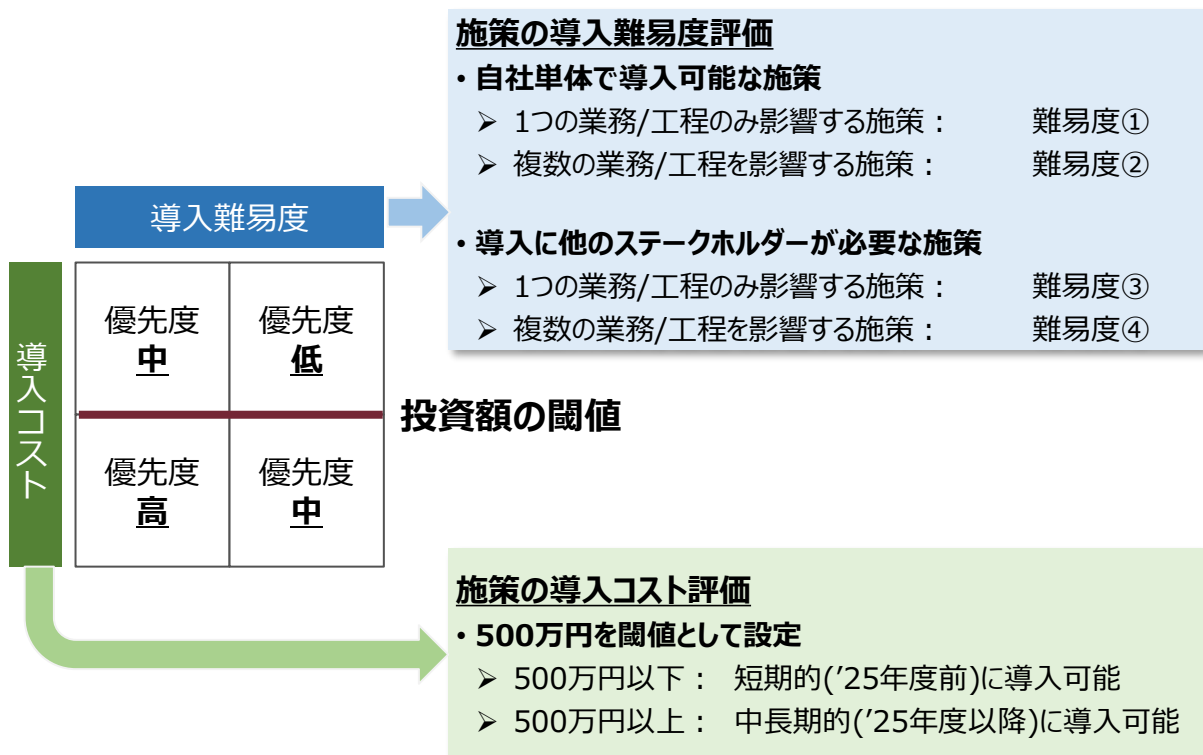 施策の導入難易度評価
・自社単体で導入可能な施策
➢ 1つの業務/工程のみ影響する施策： 難易度①
➢ 複数の業務/工程を影響する施策： 難易度②
・導入に他のステークホルダーが必要な施策
➢ 1つの業務/工程のみ影響する施策： 難易度③
➢ 複数の業務/工程を影響する施策： 難易度④
導入難易度
導入コスト
優先度
中
優先度
低
投資額の閾値
優先度
高
優先度
中
施策の導入コスト評価
・500万円を閾値として設定
➢ 500万円以下： 短期的(’25年度前)に導入可能
➢ 500万円以上： 中長期的(’25年度以降)に導入可能